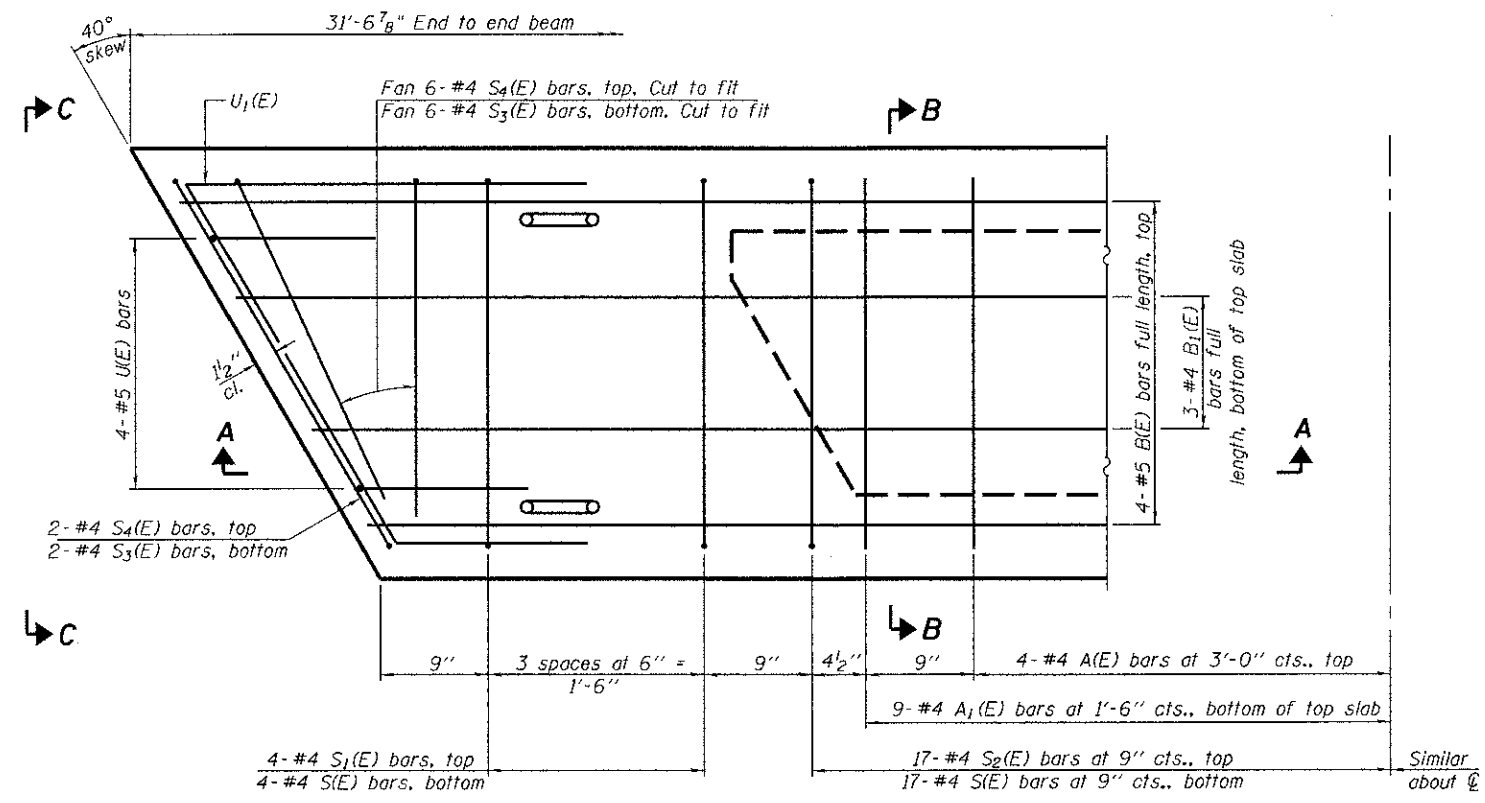 40°
skew
31'-6 7/8" End to end beam
U1(E)
Fan 6-#4 S4(E) bars, top, Cut to fit
Fan 6-#4 S3(E) bars, bottom. Cut to fit
C
B
4-#5 U(E) bars
1 1/2"
cl.
A
A
4-#5 B(E) bars full length, top
3-#4 B1(E)
bars full
length, bottom of top slab
2-#4 S4(E) bars, top
2-#4 S3(E) bars, bottom
C
B
9"
3 spaces at 6" =
1'-6"
9"
4 1/2"
9"
4-#4 A(E) bars at 3'-0" cts., top
9-#4 A1(E) bars at 1'-6" cts., bottom of top slab
4-#4 S1(E) bars, top
4-#4 S(E) bars, bottom
17-#4 S2(E) bars at 9" cts., top
17-#4 S(E) bars at 9" cts., bottom
Similar
about ℄